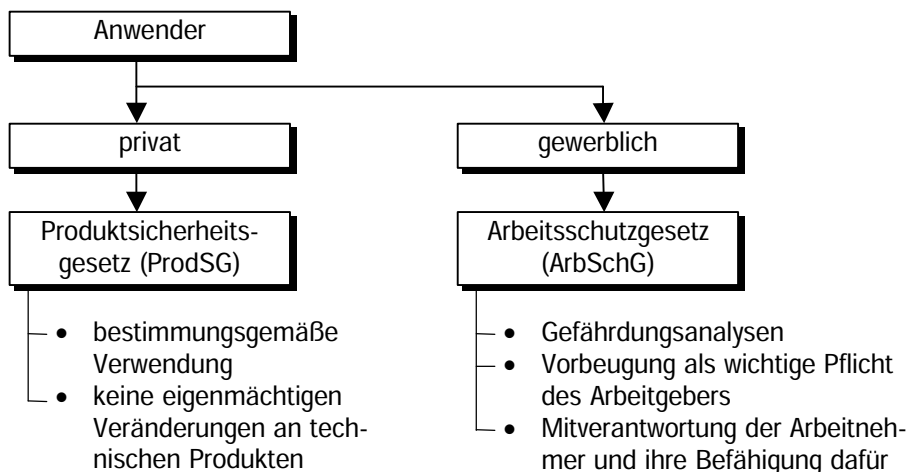 Anwender
privat
gewerblich
Produktsicherheits-
gesetz (ProdSG)
Arbeitsschutzgesetz
(ArbSchG)
• bestimmungsgemäße
Verwendung
• keine eigenmächtigen
Veränderungen an tech-
nischen Produkten
• Gefährdungsanalysen
• Vorbeugung als wichtige Pflicht
des Arbeitgebers
• Mitverantwortung der Arbeitneh-
mer und ihre Befähigung dafür